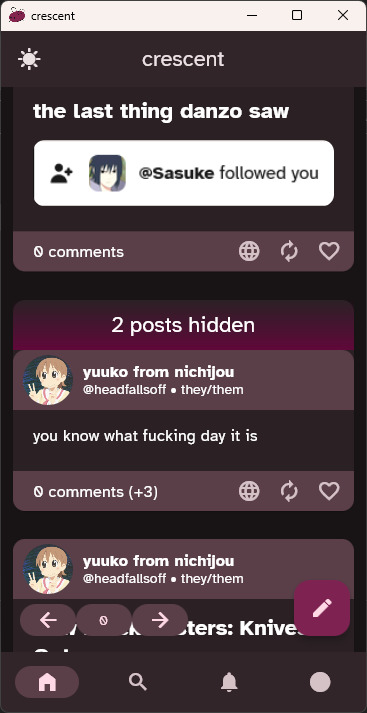 crescent
crescent
the last thing danzo saw
@Sasuke followed you
0 comments
2 posts hidden
yuuko from nichijou
@headfallsoff • they/them
you know what fucking day it is
0 comments (+3)
yuuko from nichijou
@headfallsoff • they/them
sters: Knives
0